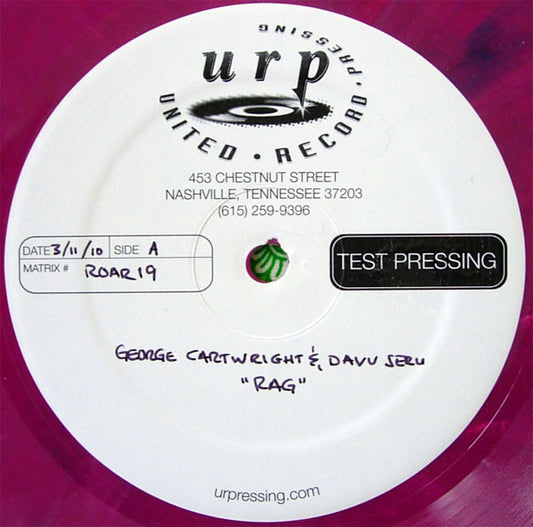 urp
UNITED • RECORD • PRESSING
453 CHESTNUT STREET
NASHVILLE, TENNESSEE 37203
(615) 259-9396
DATE 3/11/10 SIDE A
MATRIX # ROAR19
TEST PRESSING
GEORGE CARTWRIGHT & DAVU SERU
"RAG"
urpressing.com